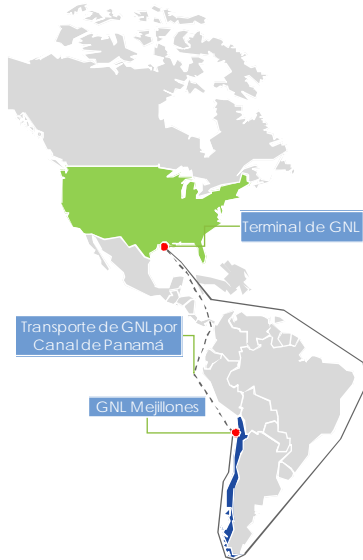 Terminal de GNL
Transporte de GNL por
Canal de Panamá
GNL Mejillones